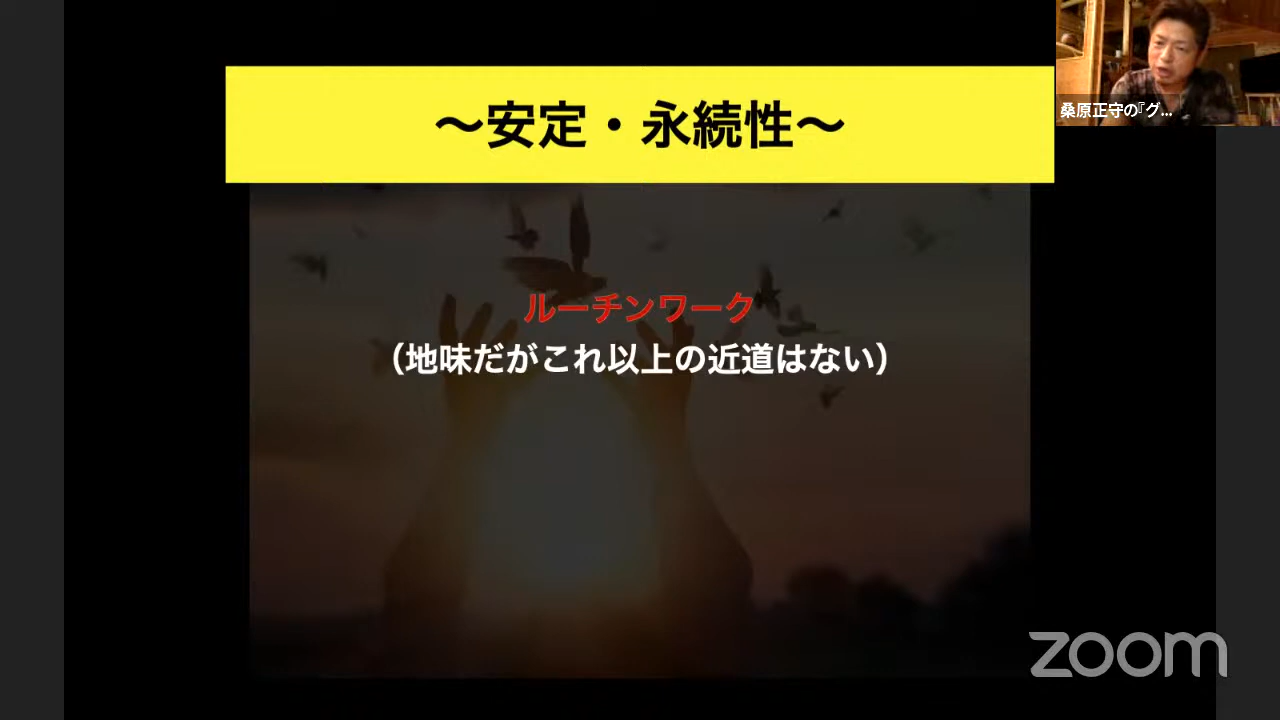 ～安定・永続性～
桑原正守の『グ...
ルーチンワーク
（地味だがこれ以上の近道はない）
zoom